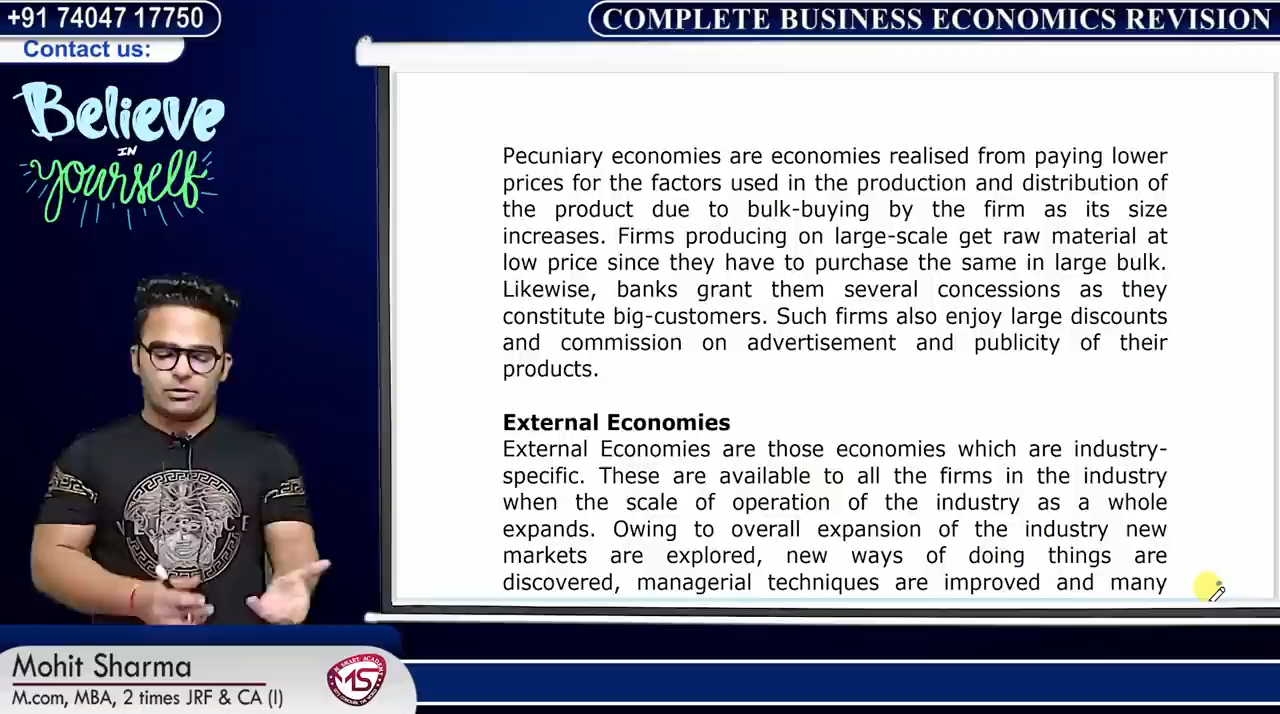 +91 74047 17750
Contact us:
COMPLETE BUSINESS ECONOMICS REVISION
Believe
IN
yourself
Pecuniary economies are economies realised from paying lower
prices for the factors used in the production and distribution of
the product due to bulk-buying by the firm as its size
increases. Firms producing on large-scale get raw material at
low price since they have to purchase the same in large bulk.
Likewise, banks grant them several concessions as they
constitute big-customers. Such firms also enjoy large discounts
and commission on advertisement and publicity of their
products.
External Economies
External Economies are those economies which are industry-
specific. These are available to all the firms in the industry
when the scale of operation of the industry as a whole
expands. Owing to overall expansion of the industry new
markets are explored, new ways of doing things are
discovered, managerial techniques are improved and many
Mohit Sharma
M.com, MBA, 2 times JRF & CA (I)
MS